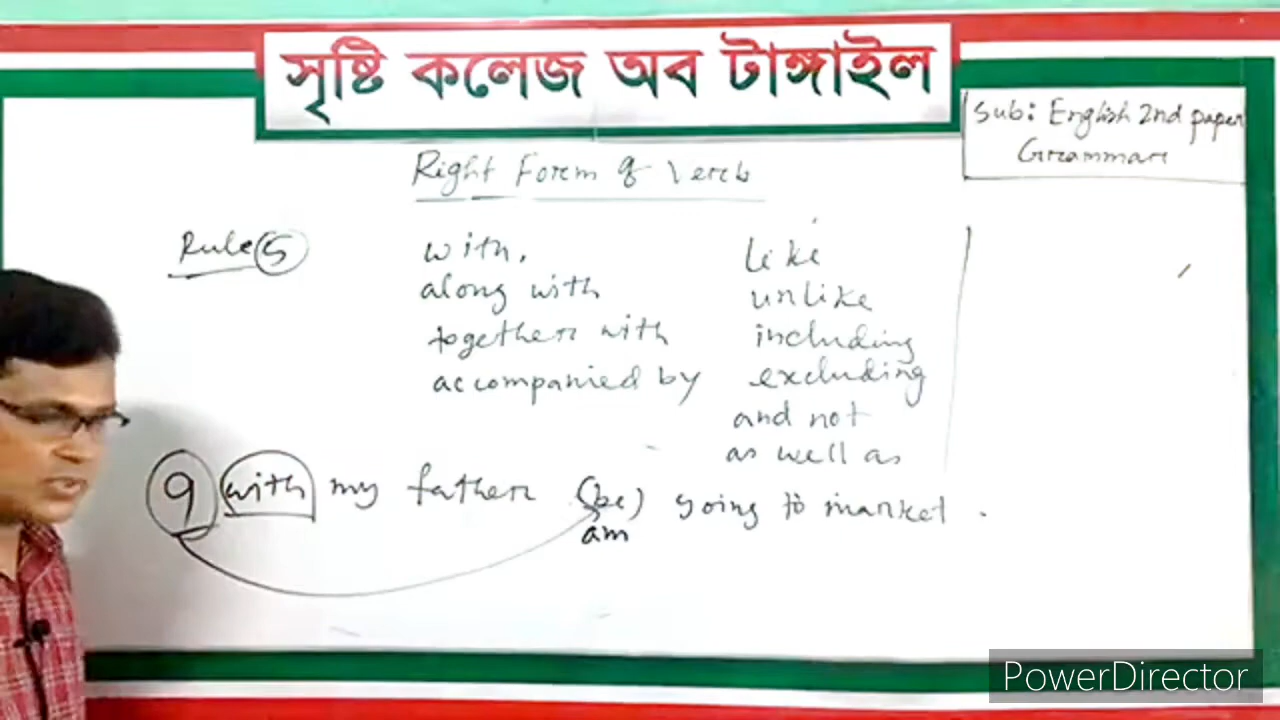 সৃষ্টি কলেজ অব টাঙ্গাইল
Sub: English 2nd paper
Grammar
Right Form of Verb
Rule 5
with,
along with
together with
accompanied by
like
unlike
including
excluding
and not
as well as
I with my father (be) going to market.
am
PowerDirector